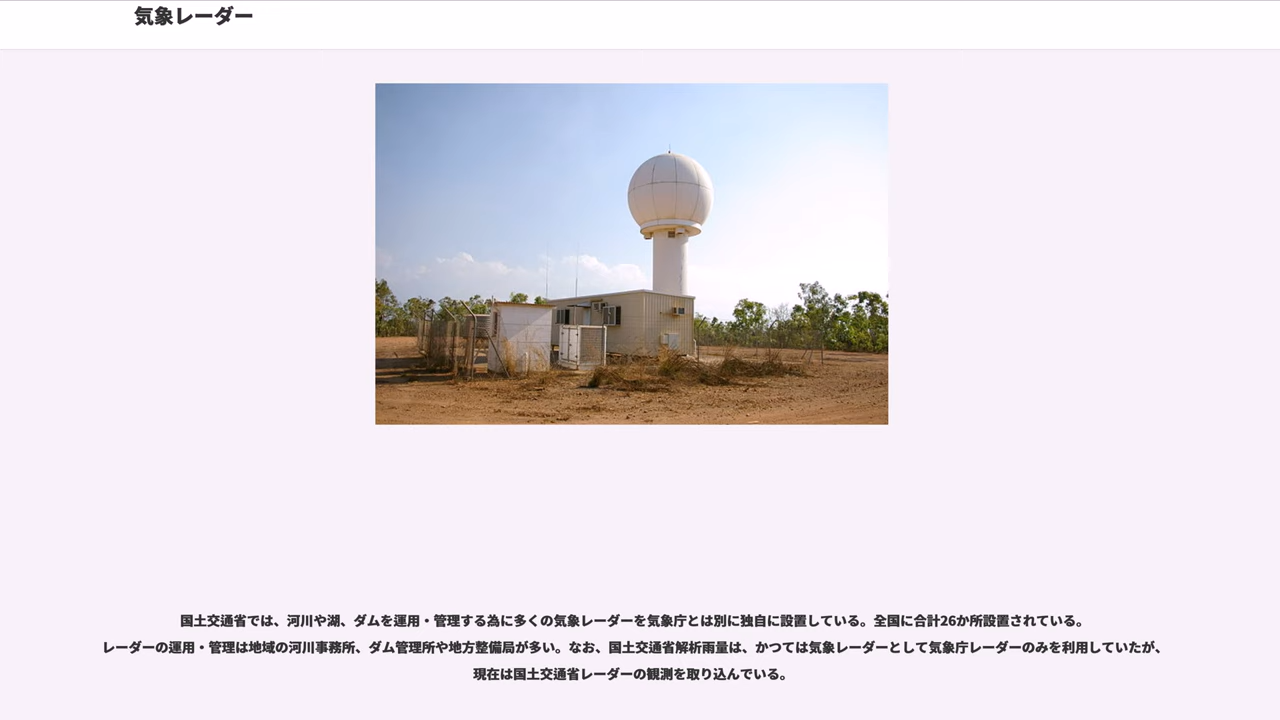 気象レーダー
国土交通省では、河川や湖、ダムを運用・管理する為に多くの気象レーダーを気象庁とは別に独自に設置している。全国に合計26か所設置されている。
レーダーの運用・管理は地域の河川事務所、ダム管理所や地方整備局が多い。なお、国土交通省解析雨量は、かつては気象レーダーとして気象庁レーダーのみを利用していたが、
現在は国土交通省レーダーの観測を取り込んでいる。